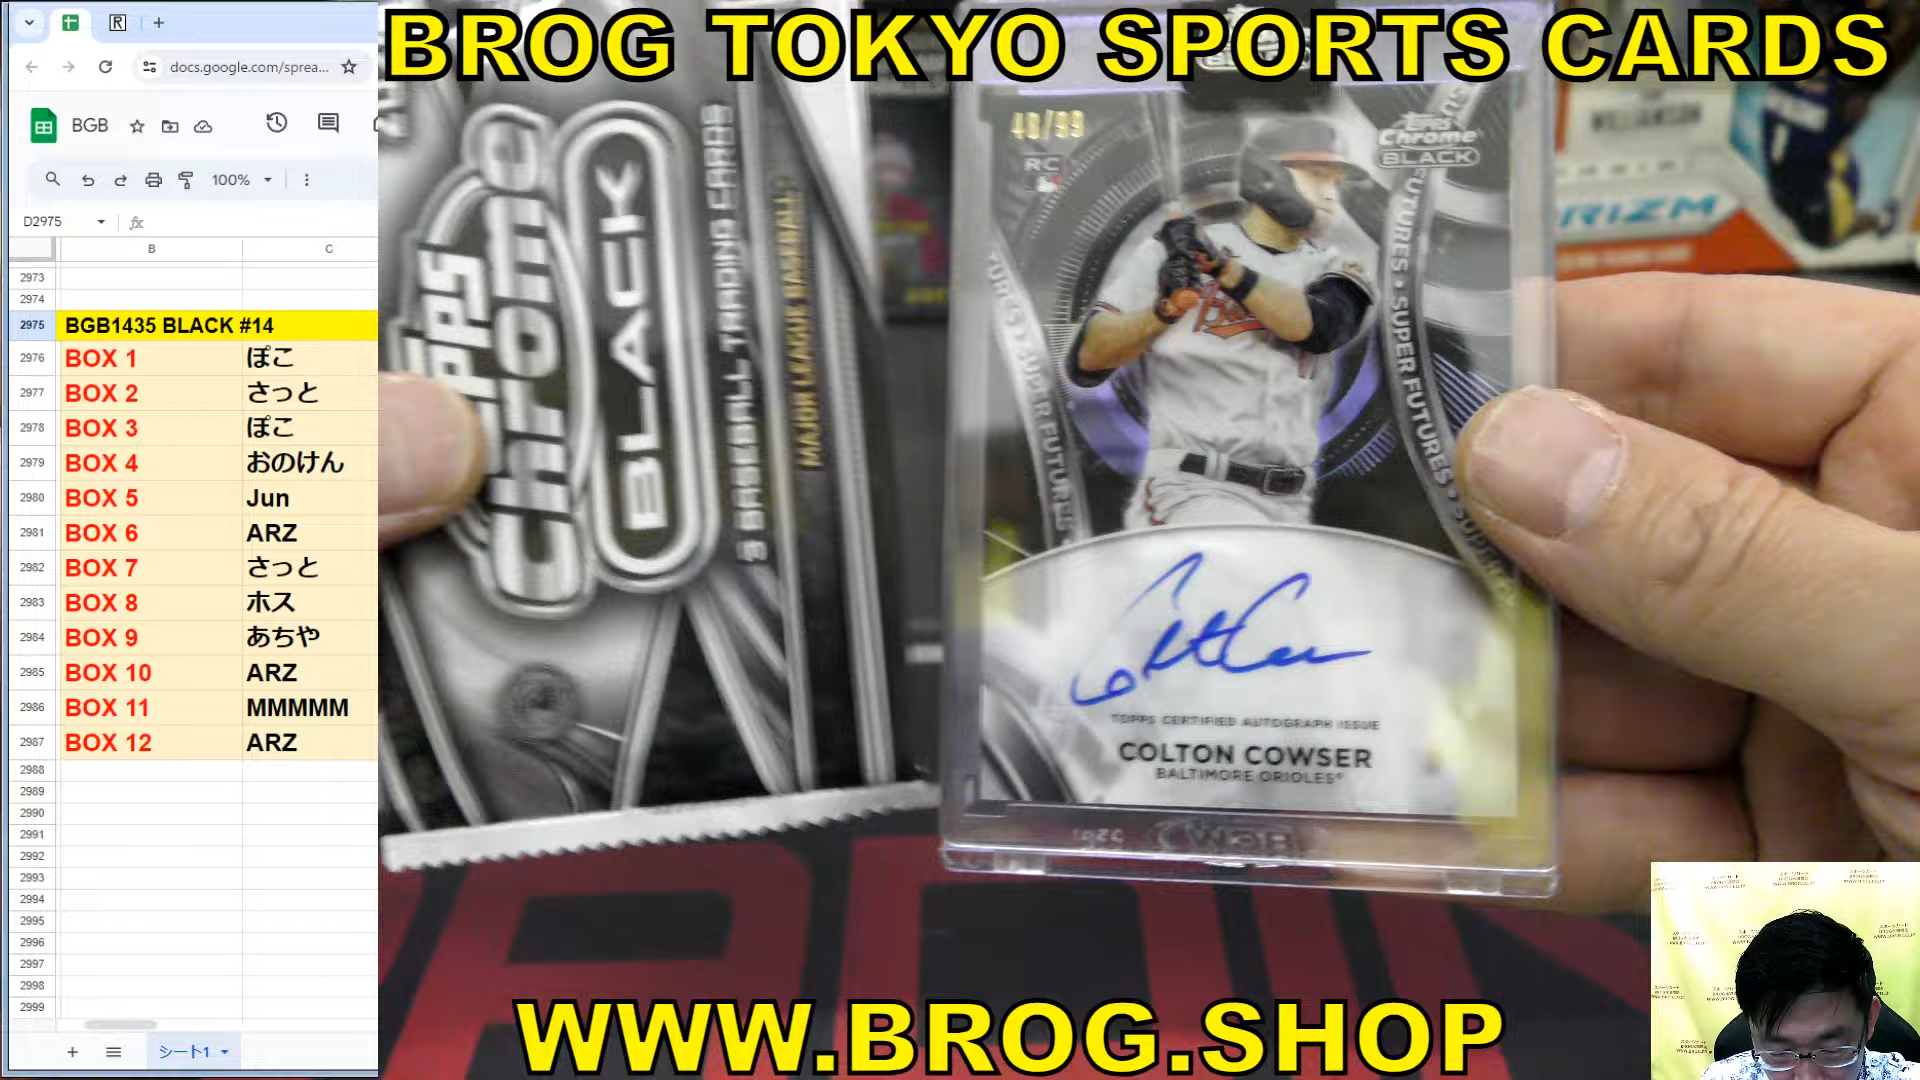 BROG TOKYO SPORTS CARDS
docs.google.com/sprea...
BGB
100%
D2975
fx
B C
2973
2974
2975 BGB1435 BLACK #14
2976 BOX 1 ぽこ
2977 BOX 2 さっと
2978 BOX 3 ぽこ
2979 BOX 4 おのけん
2980 BOX 5 Jun
2981 BOX 6 ARZ
2982 BOX 7 さっと
2983 BOX 8 ホス
2984 BOX 9 あちや
2985 BOX 10 ARZ
2986 BOX 11 MMMMM
2987 BOX 12 ARZ
2988
2989
2990
2991
2992
2993
2994
2995
2996
2997
2998
2999
シート1
chrome
BLACK
BASEBALL TRADING CARDS
MAJOR LEAGUE BASEBALL
RC
Topps
Chrome
BLACK
FUTURES • SUPER FUTURES •
SUPER FUTURES
TOPPS CERTIFIED AUTOGRAPH ISSUE
COLTON COWSER
BALTIMORE ORIOLES
WILLIAMSON
PRIZM
WWW.BROG.SHOP